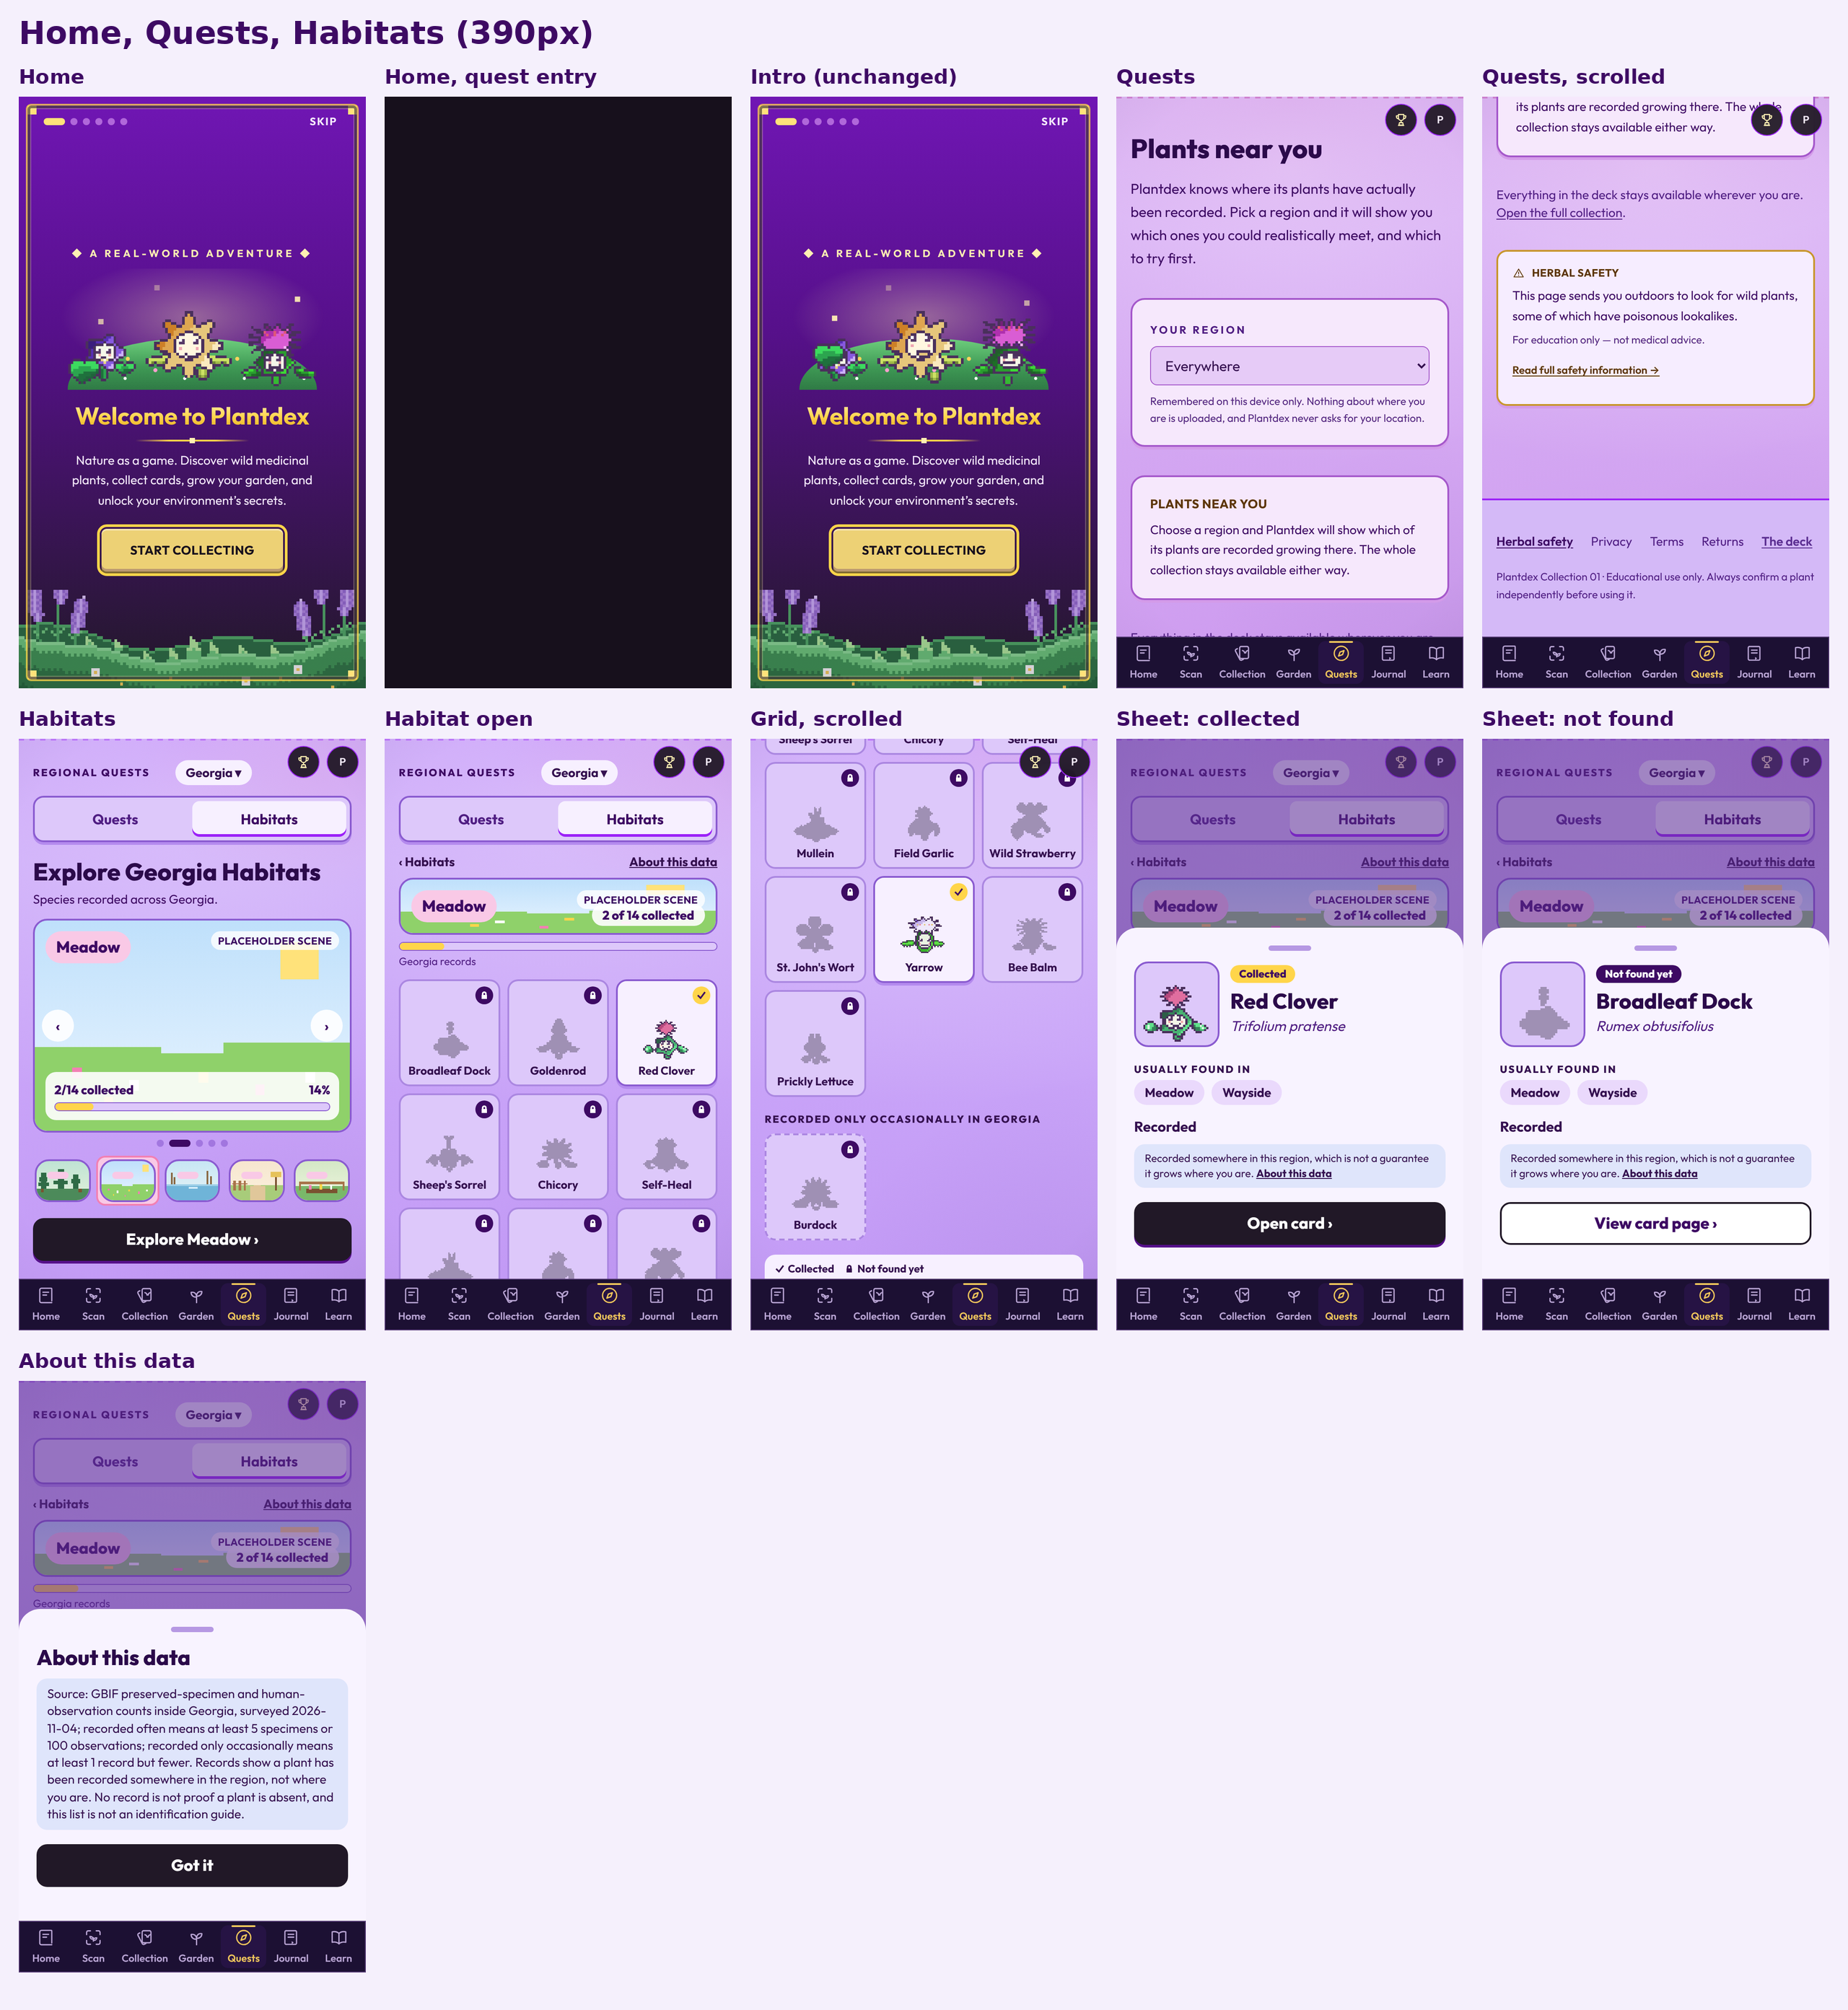 Home, Quests, Habitats (390px)
Home
SKIP
◆ A REAL-WORLD ADVENTURE ◆
Welcome to Plantdex
Nature as a game. Discover wild medicinal
plants, collect cards, grow your garden, and
unlock your environment's secrets.
START COLLECTING
Home, quest entry
Intro (unchanged)
SKIP
◆ A REAL-WORLD ADVENTURE ◆
Welcome to Plantdex
Nature as a game. Discover wild medicinal
plants, collect cards, grow your garden, and
unlock your environment's secrets.
START COLLECTING
Quests
P
Plants near you
Plantdex knows where its plants have actually
been recorded. Pick a region and it will show you
which ones you could realistically meet, and which
to try first.
YOUR REGION
Everywhere
Remembered on this device only. Nothing about where you
are is uploaded, and Plantdex never asks for your location.
PLANTS NEAR YOU
Choose a region and Plantdex will show which of
its plants are recorded growing there. The whole
collection stays available either way.
Everything in the deck stays available wherever you are.
Home Scan Collection Garden Quests Journal Learn
Quests, scrolled
its plants are recorded growing there. The whole
collection stays available either way.
P
Everything in the deck stays available wherever you are.
Open the full collection.
⚠ HERBAL SAFETY
This page sends you outdoors to look for wild plants,
some of which have poisonous lookalikes.
For education only — not medical advice.
Read full safety information →
Herbal safety Privacy Terms Returns The deck
Plantdex Collection 01 · Educational use only. Always confirm a plant
independently before using it.
Home Scan Collection Garden Quests Journal Learn
Habitats
REGIONAL QUESTS Georgia ▾ P
Quests Habitats
Explore Georgia Habitats
Species recorded across Georgia.
Meadow PLACEHOLDER SCENE
‹ ›
2/14 collected 14%
Explore Meadow ›
Home Scan Collection Garden Quests Journal Learn
Habitat open
REGIONAL QUESTS Georgia ▾ P
Quests Habitats
‹ Habitats About this data
Meadow PLACEHOLDER SCENE
2 of 14 collected
Georgia records
Broadleaf Dock Goldenrod Red Clover
Sheep's Sorrel Chicory Self-Heal
Home Scan Collection Garden Quests Journal Learn
Grid, scrolled
Sheep's Sorrel Chicory Self-Heal
P
Mullein Field Garlic Wild Strawberry
St. John's Wort Yarrow Bee Balm
Prickly Lettuce
RECORDED ONLY OCCASIONALLY IN GEORGIA
Burdock
✓ Collected Not found yet
Home Scan Collection Garden Quests Journal Learn
Sheet: collected
REGIONAL QUESTS Georgia ▾ P
Quests Habitats
‹ Habitats About this data
Meadow PLACEHOLDER SCENE
2 of 14 collected
Collected
Red Clover
Trifolium pratense
USUALLY FOUND IN
Meadow Wayside
Recorded
Recorded somewhere in this region, which is not a guarantee
it grows where you are. About this data
Open card ›
Home Scan Collection Garden Quests Journal Learn
Sheet: not found
REGIONAL QUESTS Georgia ▾ P
Quests Habitats
‹ Habitats About this data
Meadow PLACEHOLDER SCENE
2 of 14 collected
Not found yet
Broadleaf Dock
Rumex obtusifolius
USUALLY FOUND IN
Meadow Wayside
Recorded
Recorded somewhere in this region, which is not a guarantee
it grows where you are. About this data
View card page ›
Home Scan Collection Garden Quests Journal Learn
About this data
REGIONAL QUESTS Georgia ▾ P
Quests Habitats
‹ Habitats About this data
Meadow PLACEHOLDER SCENE
2 of 14 collected
Georgia records
About this data
Source: GBIF preserved-specimen and human-
observation counts inside Georgia, surveyed 2026-
11-04; recorded often means at least 5 specimens or
100 observations; recorded only occasionally means
at least 1 record but fewer. Records show a plant has
been recorded somewhere in the region, not where
you are. No record is not proof a plant is absent, and
this list is not an identification guide.
Got it
Home Scan Collection Garden Quests Journal Learn